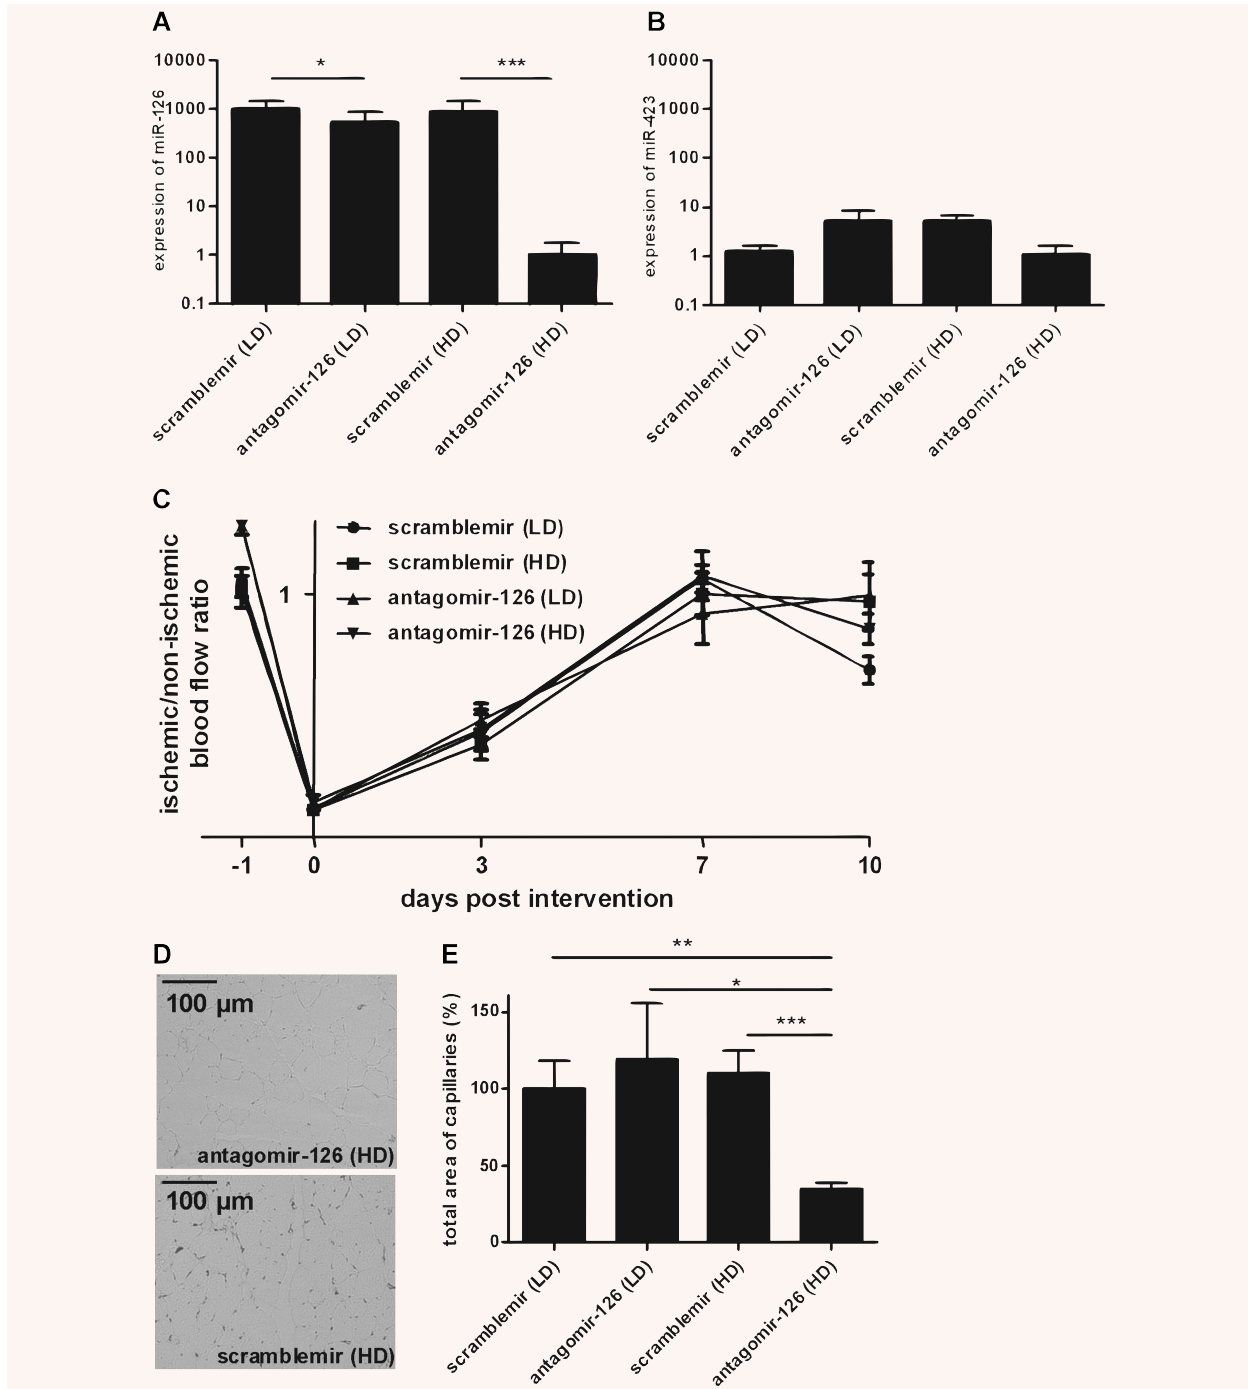 A
B
10000
1000
100
10
1
0.1
expression of miR-126
*
***
scramblemir (LD)
antagomir-126 (LD)
scramblemir (HD)
antagomir-126 (HD)
10000
1000
100
10
1
0.1
expression of miR-423
scramblemir (LD)
antagomir-126 (LD)
scramblemir (HD)
antagomir-126 (HD)
C
ischemic/non-ischemic
blood flow ratio
1
scramblemir (LD)
scramblemir (HD)
antagomir-126 (LD)
antagomir-126 (HD)
-1 0 3 7 10
days post intervention
D
100 µm
antagomir-126 (HD)
100 µm
scramblemir (HD)
E
**
*
***
total area of capillaries (%)
150
100
50
0
scramblemir (LD)
antagomir-126 (LD)
scramblemir (HD)
antagomir-126 (HD)